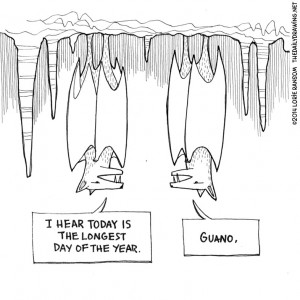 I HEAR TODAY IS
THE LONGEST
DAY OF THE YEAR.
GUANO.
©2014 LORIE RANSOM THEDAILYDRAWING.NET